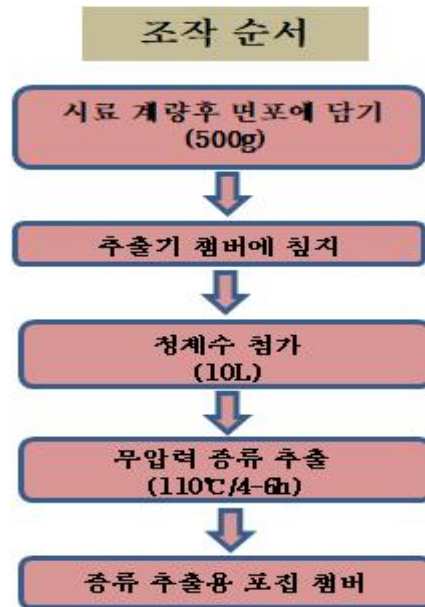 조작 순서
시료 계량후 면포에 담기
(500g)
추출기 챔버에 침지
정제수 첨가
(10L)
무압력 증류 추출
(110℃/4-6h)
증류 추출용 포집 챔버